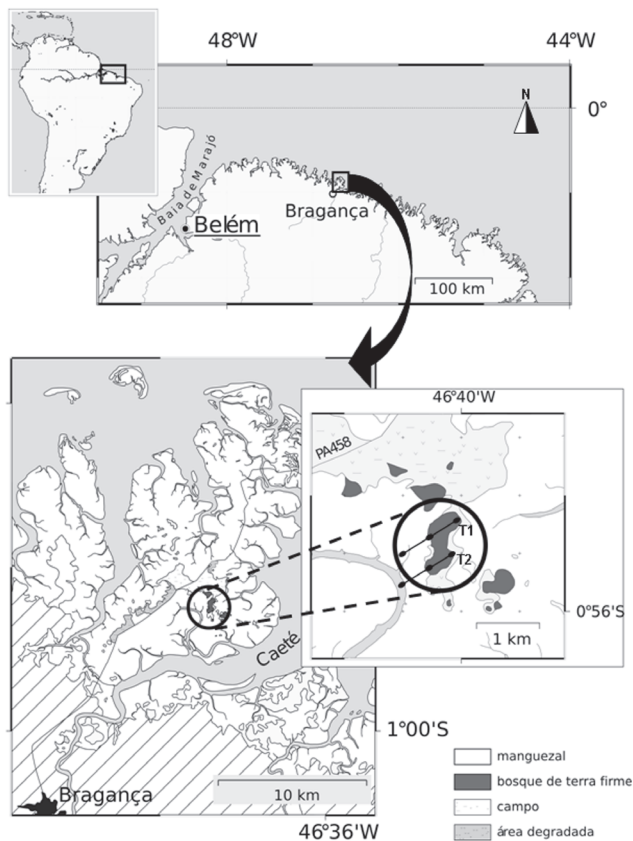 48°W
44°W
N
0°
Baia de Marajó
Bragança
Belém
100 km
46°40'W
PA458
T1
T2
0°56'S
1 km
Caeté
1°00'S
manguezal
bosque de terra firme
Bragança
10 km
campo
46°36'W
área degradada